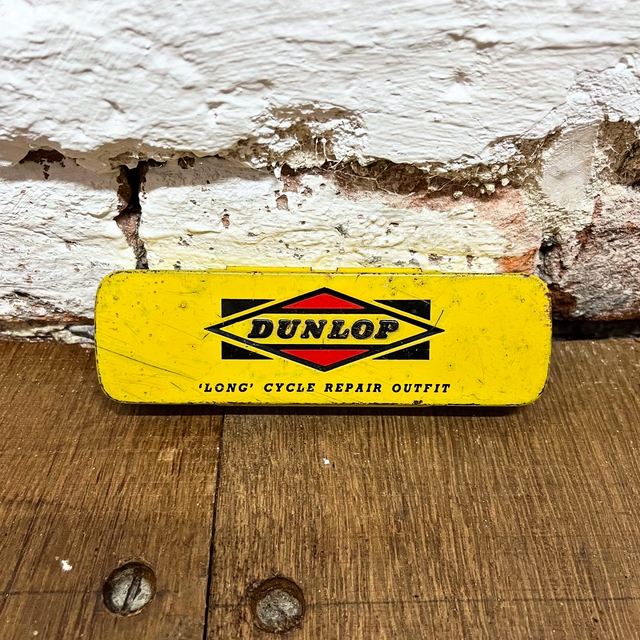 DUNLOP
‘LONG’ CYCLE REPAIR OUTFIT